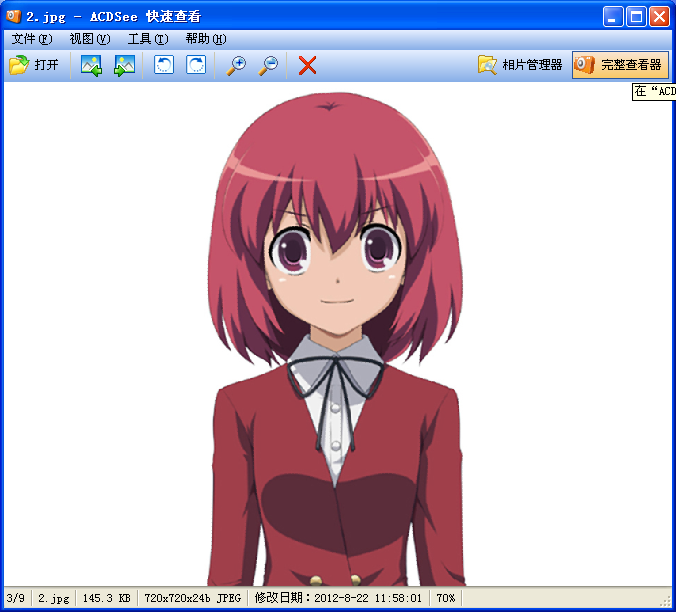 2.jpg - ACDSee 快速查看
文件(F) 视图(V) 工具(T) 帮助(H)
打开 相片管理器 完整查看器
在“ACD
3/9 2.jpg 145.3 KB 720x720x24b JPEG 修改日期：2012-8-22 11:58:01 70%